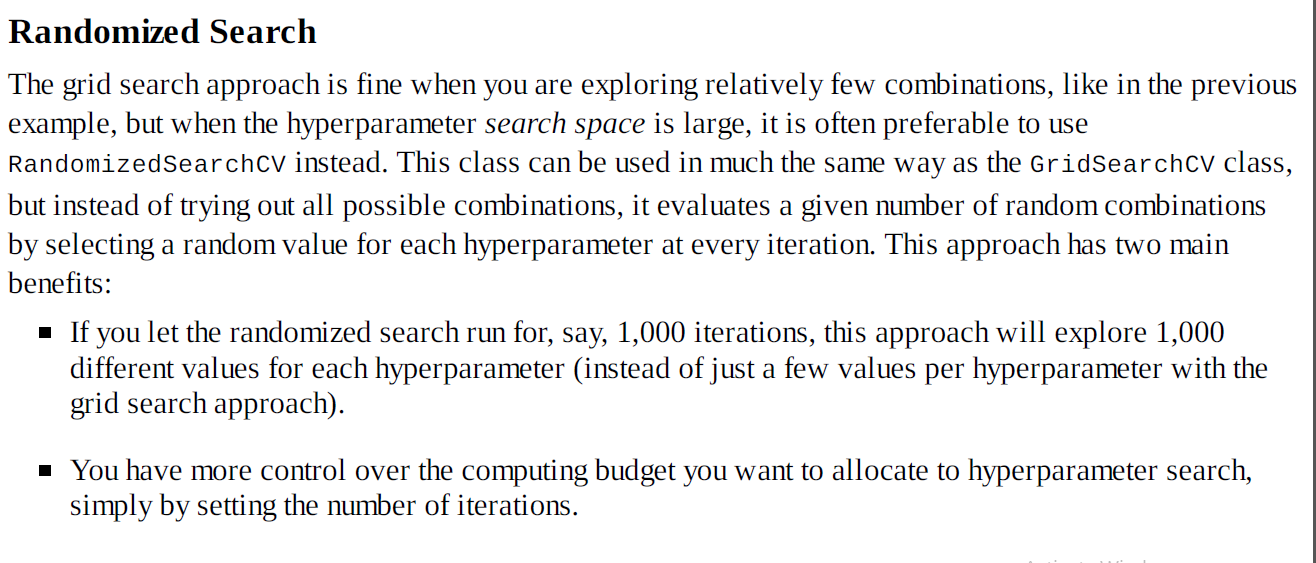 Randomized Search
The grid search approach is fine when you are exploring relatively few combinations, like in the previous
example, but when the hyperparameter search space is large, it is often preferable to use
RandomizedSearchCV instead. This class can be used in much the same way as the GridSearchCV class,
but instead of trying out all possible combinations, it evaluates a given number of random combinations
by selecting a random value for each hyperparameter at every iteration. This approach has two main
benefits:
■ If you let the randomized search run for, say, 1,000 iterations, this approach will explore 1,000
different values for each hyperparameter (instead of just a few values per hyperparameter with the
grid search approach).
■ You have more control over the computing budget you want to allocate to hyperparameter search,
simply by setting the number of iterations.